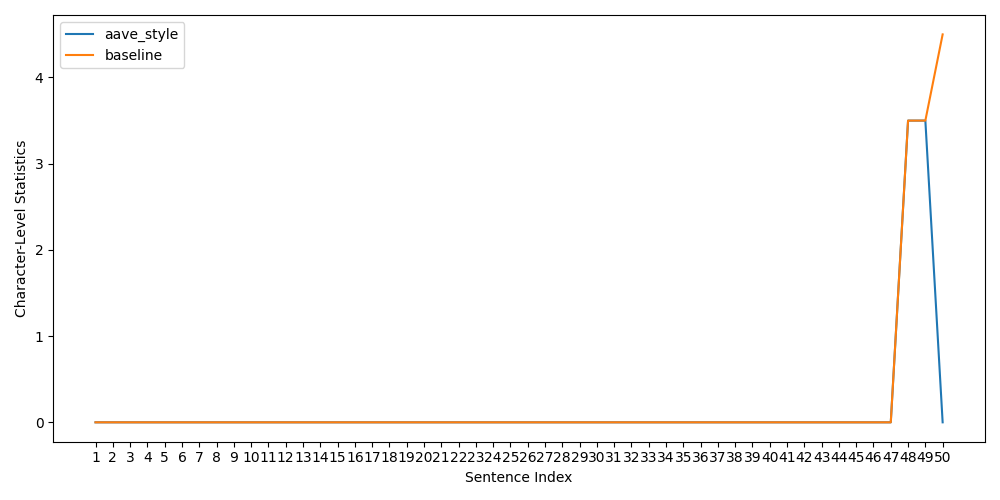 aave_style
baseline
4
3
2
1
0
Character-Level Statistics
1 2 3 4 5 6 7 8 9 10 11 12 13 14 15 16 17 18 19 20 21 22 23 24 25 26 27 28 29 30 31 32 33 34 35 36 37 38 39 40 41 42 43 44 45 46 47 48 49 50
Sentence Index